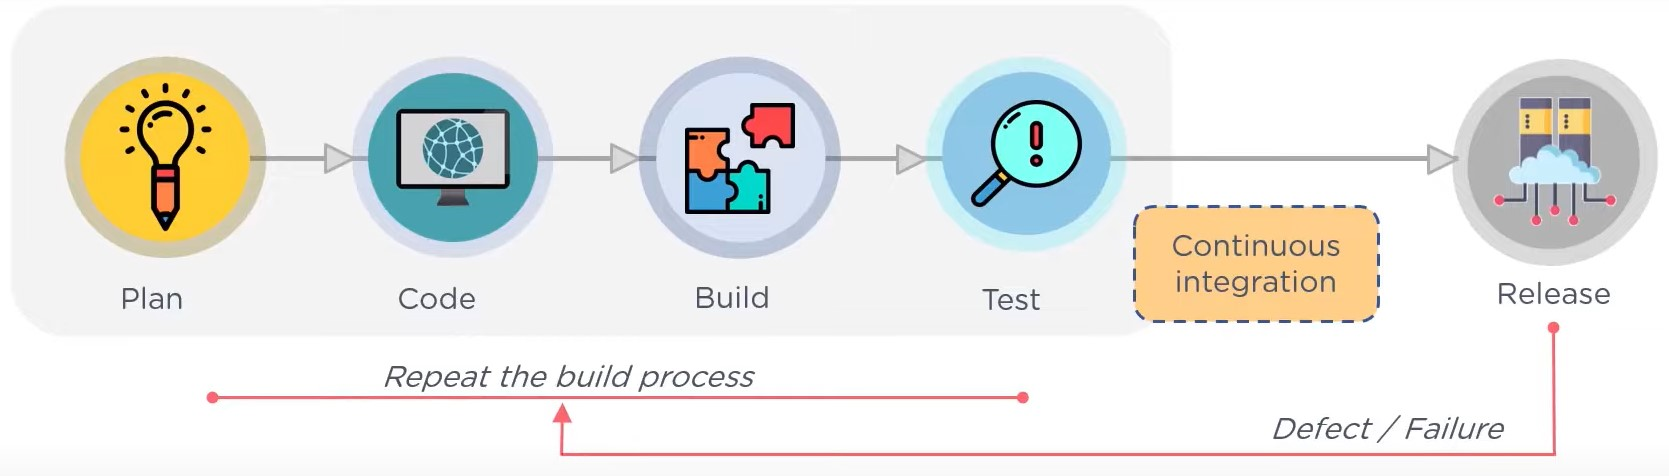 Plan
Code
Build
Test
Continuous
integration
Release
Repeat the build process
Defect / Failure